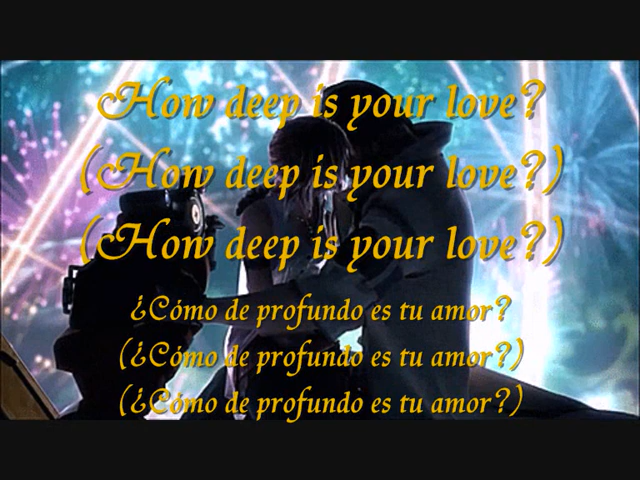 How deep is your love?
(How deep is your love?)
(How deep is your love?)
¿Cómo de profundo es tu amor?
(¿Cómo de profundo es tu amor?)
(¿Cómo de profundo es tu amor?)